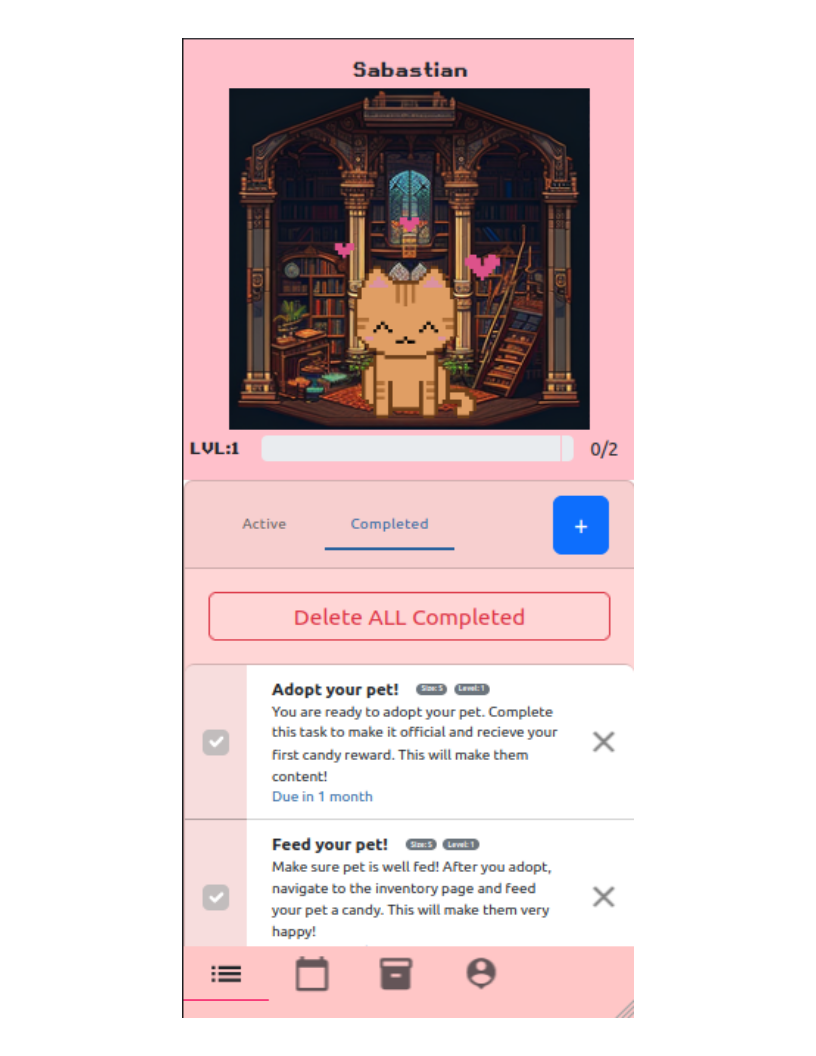 Sabastian
LVL:1
0/2
Active
Completed
+
Delete ALL Completed
Adopt your pet! Size: S Level: 1
You are ready to adopt your pet. Complete
this task to make it official and recieve your
first candy reward. This will make them
content!
Due in 1 month
Feed your pet! Size: S Level: 1
Make sure pet is well fed! After you adopt,
navigate to the inventory page and feed
your pet a candy. This will make them very
happy!